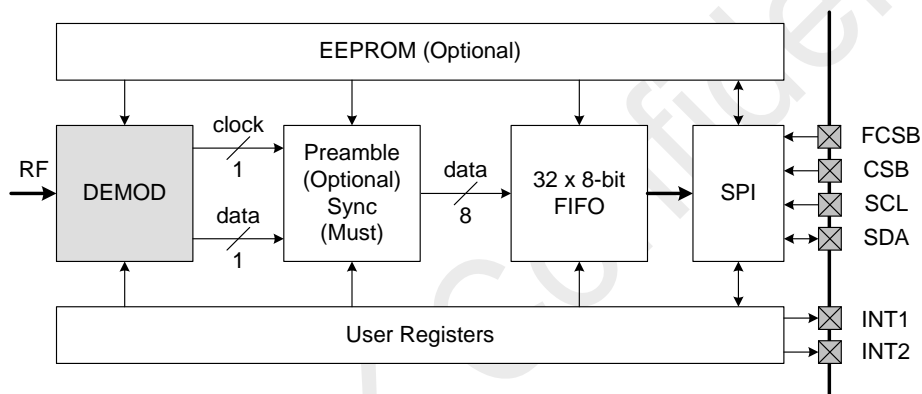 EEPROM (Optional)
RF
DEMOD
clock
1
data
1
Preamble
(Optional)
Sync
(Must)
data
8
32 x 8-bit
FIFO
SPI
FCSB
CSB
SCL
SDA
User Registers
INT1
INT2